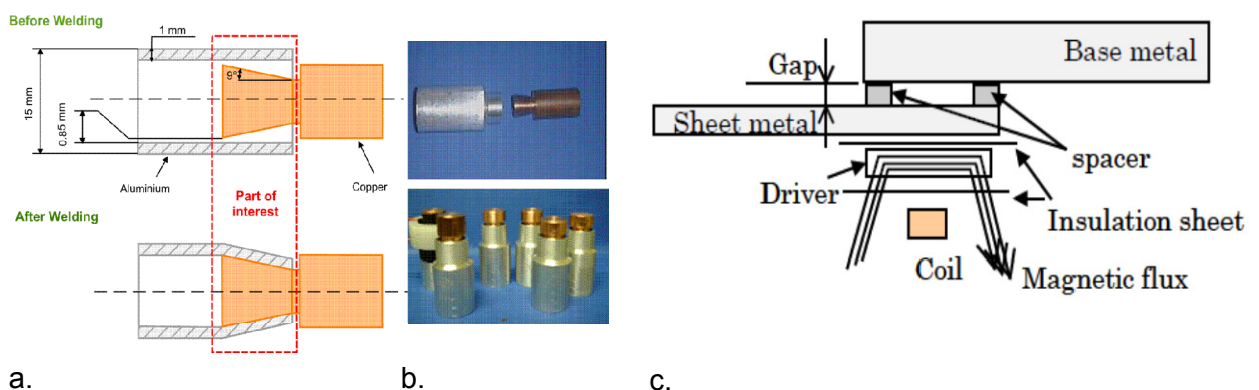 Before Welding
1 mm
9°
15 mm
0.85 mm
Aluminium
Copper
Part of
interest
After Welding
a.
b.
Gap
Base metal
Sheet metal
spacer
Driver
Insulation sheet
Coil
Magnetic flux
c.